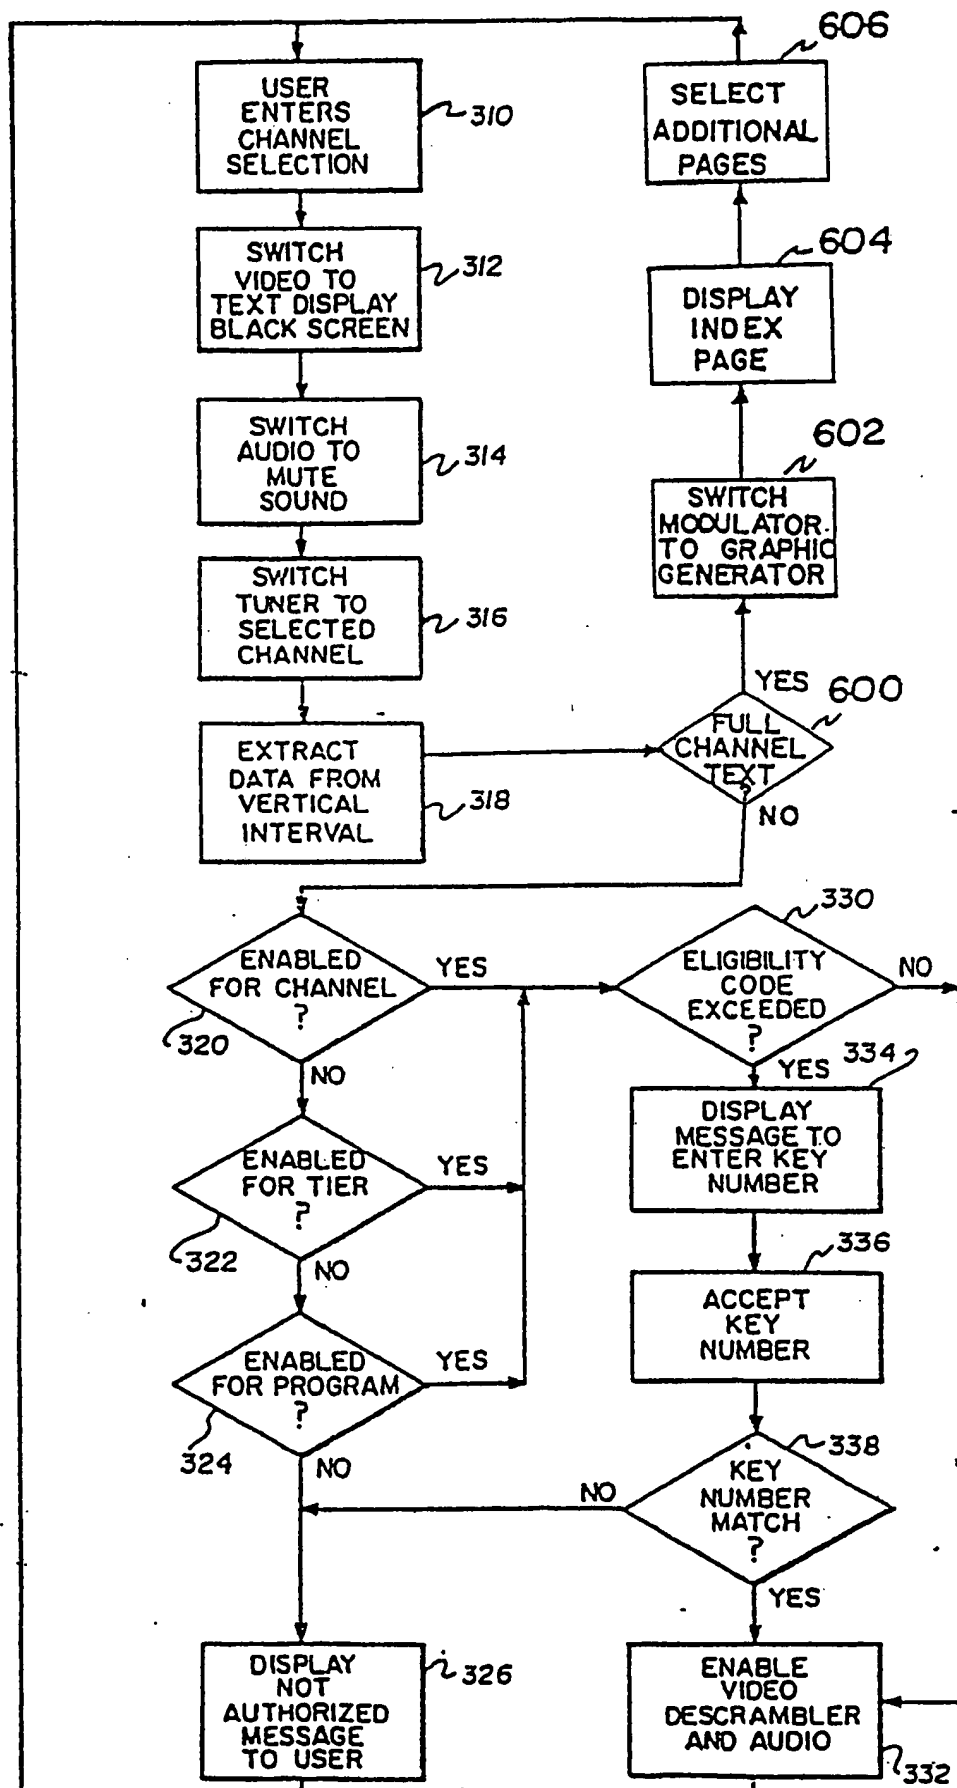 USER
ENTERS
CHANNEL
SELECTION
310
SWITCH
VIDEO TO
TEXT DISPLAY
BLACK SCREEN
312
SWITCH
AUDIO TO
MUTE
SOUND
314
SWITCH
TUNER TO
SELECTED
CHANNEL
316
EXTRACT
DATA FROM
VERTICAL
INTERVAL
318
606
SELECT
ADDITIONAL
PAGES
604
DISPLAY
INDEX
PAGE
602
SWITCH
MODULATOR
TO GRAPHIC
GENERATOR
YES
600
FULL
CHANNEL
TEXT
?
NO
ENABLED
FOR CHANNEL
?
320
YES
NO
ENABLED
FOR TIER
?
322
YES
NO
ENABLED
FOR PROGRAM
?
324
YES
NO
330
ELIGIBILITY
CODE
EXCEEDED
?
NO
YES
334
DISPLAY
MESSAGE TO
ENTER KEY
NUMBER
336
ACCEPT
KEY
NUMBER
338
KEY
NUMBER
MATCH
?
NO
YES
DISPLAY
NOT
AUTHORIZED
MESSAGE
TO USER
326
ENABLE
VIDEO
DESCRAMBLER
AND AUDIO
332